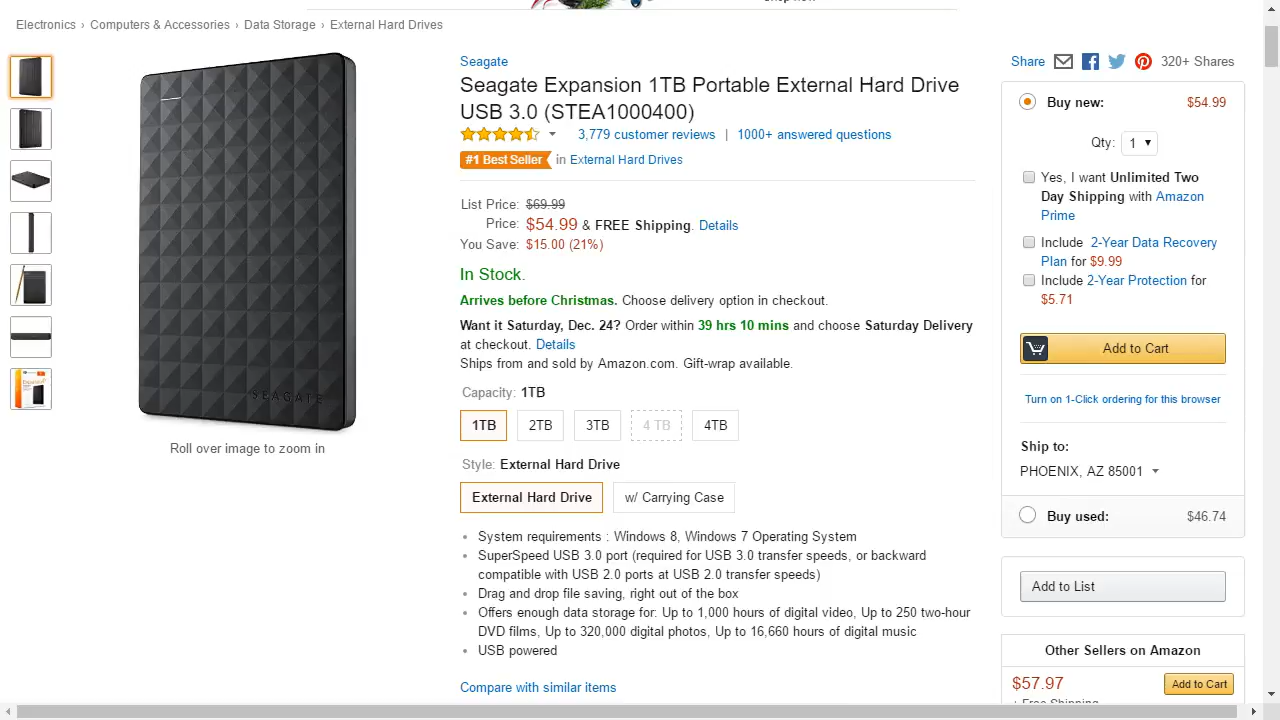 Electronics › Computers & Accessories › Data Storage › External Hard Drives
SEAGATE
Roll over image to zoom in
Seagate
Seagate Expansion 1TB Portable External Hard Drive
USB 3.0 (STEA1000400)
3,779 customer reviews | 1000+ answered questions
#1 Best Seller in External Hard Drives
List Price: $69.99
Price: $54.99 & FREE Shipping. Details
You Save: $15.00 (21%)
In Stock.
Arrives before Christmas. Choose delivery option in checkout.
Want it Saturday, Dec. 24? Order within 39 hrs 10 mins and choose Saturday Delivery
at checkout. Details
Ships from and sold by Amazon.com. Gift-wrap available.
Capacity: 1TB
1TB 2TB 3TB 4 TB 4TB
Style: External Hard Drive
External Hard Drive w/ Carrying Case
• System requirements : Windows 8, Windows 7 Operating System
• SuperSpeed USB 3.0 port (required for USB 3.0 transfer speeds, or backward
compatible with USB 2.0 ports at USB 2.0 transfer speeds)
• Drag and drop file saving, right out of the box
• Offers enough data storage for: Up to 1,000 hours of digital video, Up to 250 two-hour
DVD films, Up to 320,000 digital photos, Up to 16,660 hours of digital music
• USB powered
Compare with similar items
Share 320+ Shares
Buy new: $54.99
Qty: 1
Yes, I want Unlimited Two
Day Shipping with Amazon
Prime
Include 2-Year Data Recovery
Plan for $9.99
Include 2-Year Protection for
$5.71
Add to Cart
Turn on 1-Click ordering for this browser
Ship to:
PHOENIX, AZ 85001
Buy used: $46.74
Add to List
Other Sellers on Amazon
$57.97 Add to Cart
+ Free Shipping